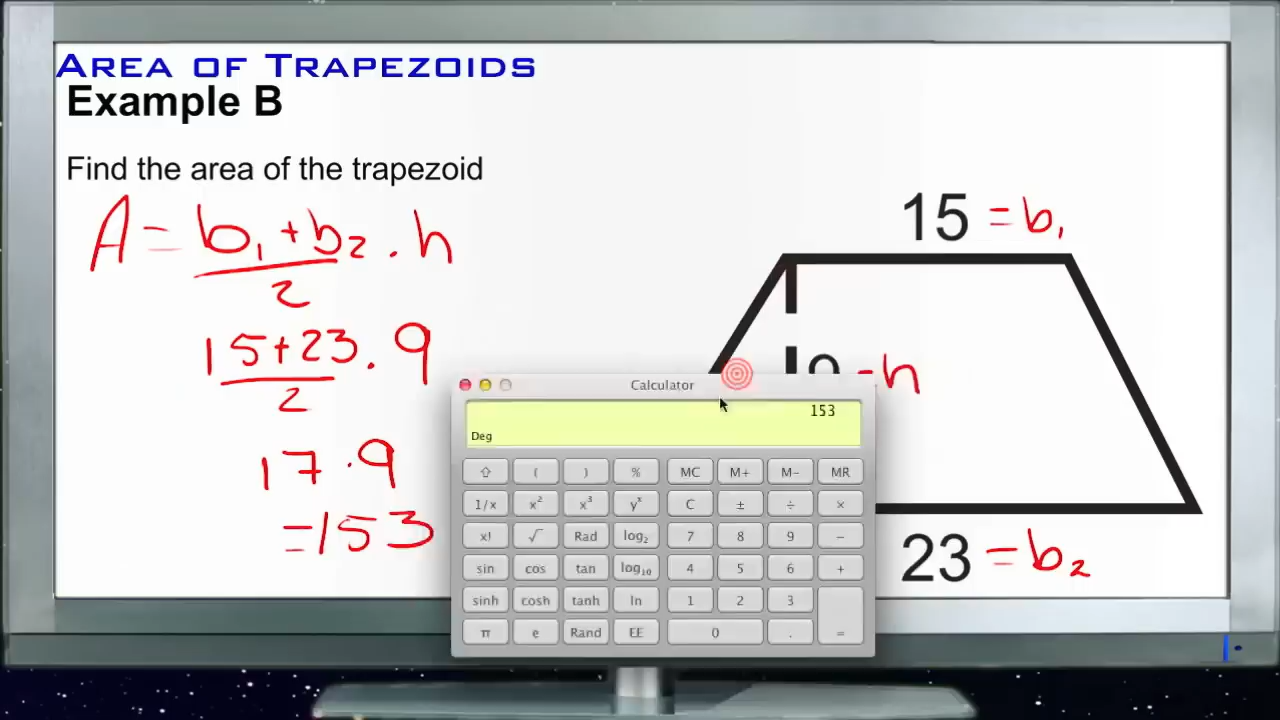 AREA OF TRAPEZOIDS
Example B
Find the area of the trapezoid
A = b₁ + b₂ . h
2
15 + 23 . 9
2
17 . 9
= 153
15 = b₁
- h
23 = b₂
Calculator
153
Deg
⇧ ( ) % MC M+ M- MR
1/x x² x³ yˣ C ± ÷ ×
x! √ Rad log₂ 7 8 9 −
sin cos tan log₁₀ 4 5 6 +
sinh cosh tanh ln 1 2 3
π e Rand EE 0 . =